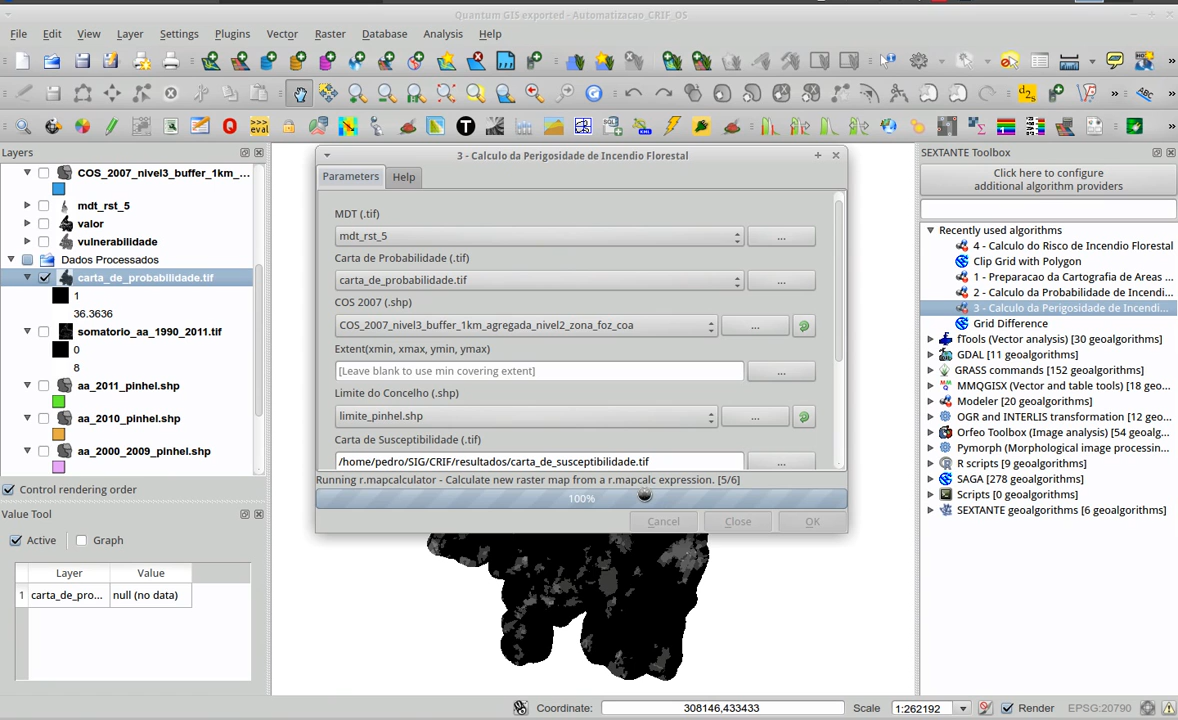 Quantum GIS exported - Automatizacao_CRIF_OS
File Edit View Layer Settings Plugins Vector Raster Database Analysis Help
>>>
eval
Layers
COS_2007_nivel3_buffer_1km_...
mdt_rst_5
valor
vulnerabilidade
Dados Processados
carta_de_probabilidade.tif
1
36.3636
somatorio_aa_1990_2011.tif
0
8
aa_2011_pinhel.shp
aa_2010_pinhel.shp
aa_2000_2009_pinhel.shp
Control rendering order
Value Tool
Active Graph
Layer Value
1 carta_de_pro... null (no data)
3 - Calculo da Perigosidade de Incendio Florestal
Parameters Help
MDT (.tif)
mdt_rst_5 ...
Carta de Probabilidade (.tif)
carta_de_probabilidade.tif ...
COS 2007 (.shp)
COS_2007_nivel3_buffer_1km_agregada_nivel2_zona_foz_coa ...
Extent(xmin, xmax, ymin, ymax)
[Leave blank to use min covering extent] ...
Limite do Concelho (.shp)
limite_pinhel.shp ...
Carta de Susceptibilidade (.tif)
/home/pedro/SIG/CRIF/resultados/carta_de_susceptibilidade.tif ...
Running r.mapcalculator - Calculate new raster map from a r.mapcalc expression. [5/6]
100%
Cancel Close OK
SEXTANTE Toolbox
Click here to configure
additional algorithm providers
Recently used algorithms
4 - Calculo do Risco de Incendio Florestal
Clip Grid with Polygon
1 - Preparacao da Cartografia de Areas ...
2 - Calculo da Probabilidade de Incendi...
3 - Calculo da Perigosidade de Incendi...
Grid Difference
fTools (Vector analysis) [30 geoalgorithms]
GDAL [11 geoalgorithms]
GRASS commands [152 geoalgorithms]
MMQGISX (Vector and table tools) [18 geo...
Modeler [20 geoalgorithms]
OGR and INTERLIS transformation [12 geo...
Orfeo Toolbox (Image analysis) [54 geoalg...
Pymorph (Morphological image processin...
R scripts [9 geoalgorithms]
SAGA [278 geoalgorithms]
Scripts [0 geoalgorithms]
SEXTANTE geoalgorithms [6 geoalgorithms]
Coordinate: 308146,433433 Scale 1:262192 Render EPSG:20790